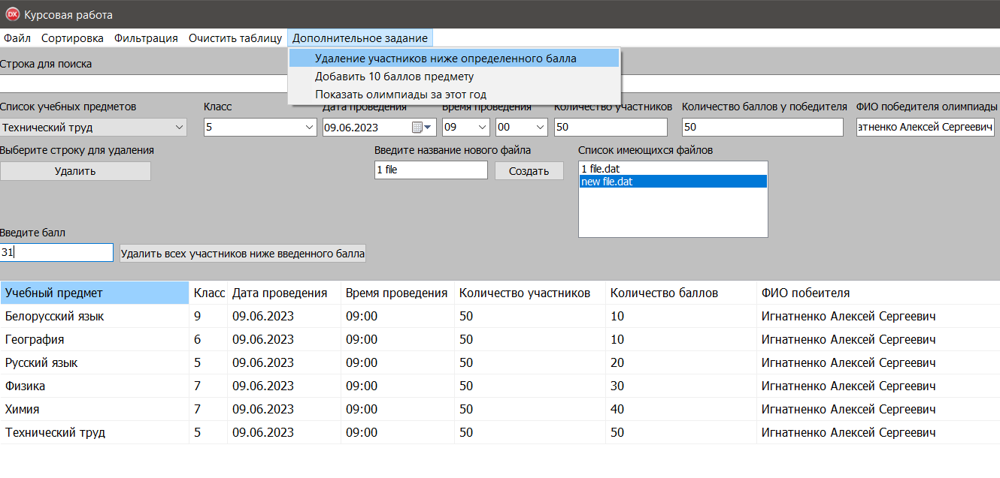 DX Курсовая работа
Файл Сортировка Фильтрация Очистить таблицу Дополнительное задание
Удаление участников ниже определенного балла
Добавить 10 баллов предмету
Показать олимпиады за этот год
Строка для поиска
Список учебных предметов Класс Дата проведения Время проведения Количество участников Количество баллов у победителя ФИО победителя олимпиады
Технический труд 5 09.06.2023 09 00 50 50 атненко Алексей Сергеевич
Выберите строку для удаления Введите название нового файла Список имеющихся файлов
Удалить 1 file Создать 1 file.dat
new file.dat
Введите балл
31 Удалить всех участников ниже введенного балла
Учебный предмет Класс Дата проведения Время проведения Количество участников Количество баллов ФИО побеителя
Белорусский язык 9 09.06.2023 09:00 50 10 Игнатненко Алексей Сергеевич
География 6 09.06.2023 09:00 50 10 Игнатненко Алексей Сергеевич
Русский язык 5 09.06.2023 09:00 50 20 Игнатненко Алексей Сергеевич
Физика 7 09.06.2023 09:00 50 30 Игнатненко Алексей Сергеевич
Химия 7 09.06.2023 09:00 50 40 Игнатненко Алексей Сергеевич
Технический труд 5 09.06.2023 09:00 50 50 Игнатненко Алексей Сергеевич